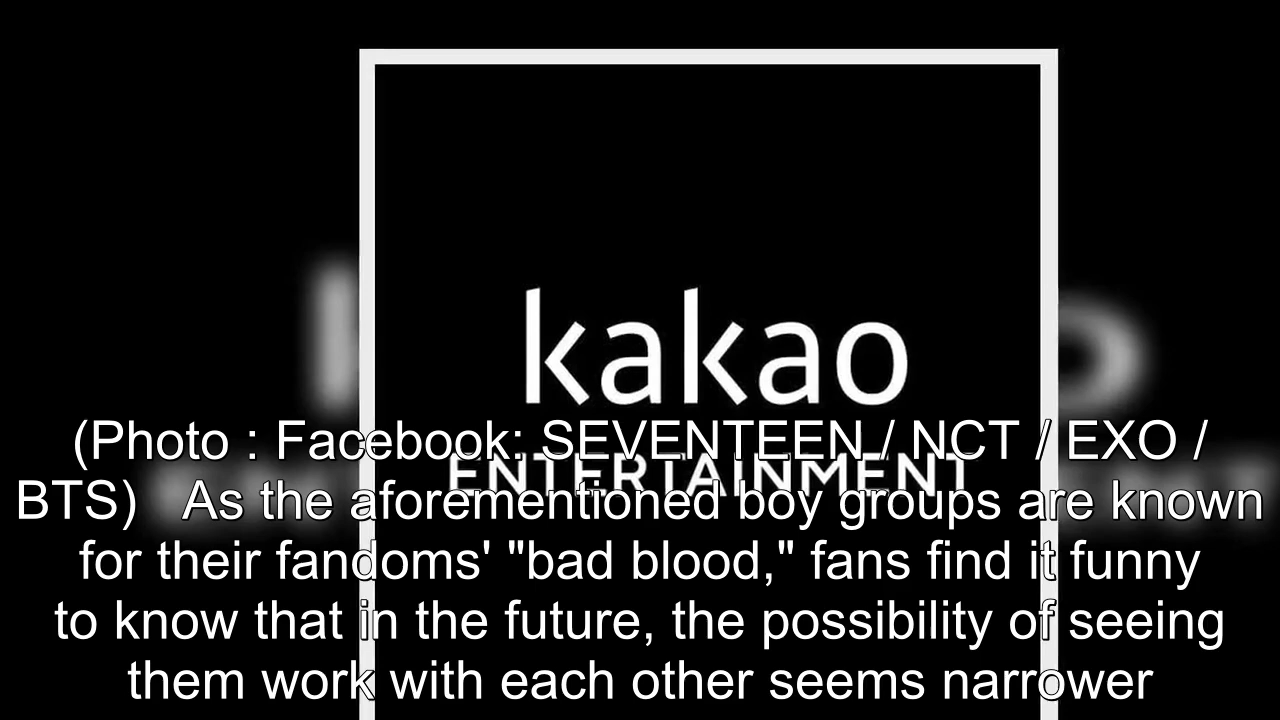 kakao
ENTERTAINMENT
(Photo : Facebook: SEVENTEEN / NCT / EXO /
BTS)   As the aforementioned boy groups are known
for their fandoms' "bad blood," fans find it funny
to know that in the future, the possibility of seeing
them work with each other seems narrower